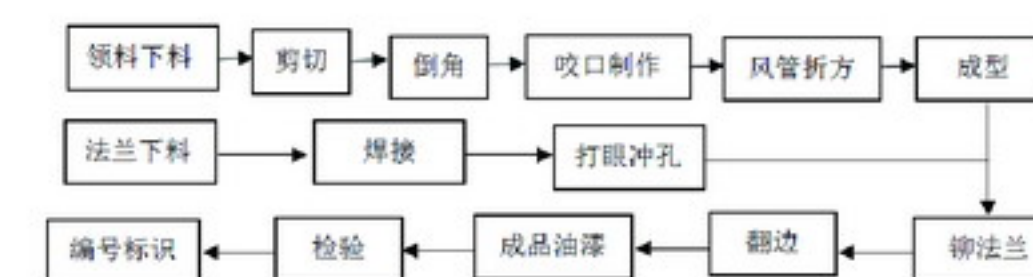 领料下料 剪切 倒角 咬口制作 风管折方 成型
法兰下料 焊接 打眼冲孔
编号标识 检验 成品油漆 翻边 铆法兰